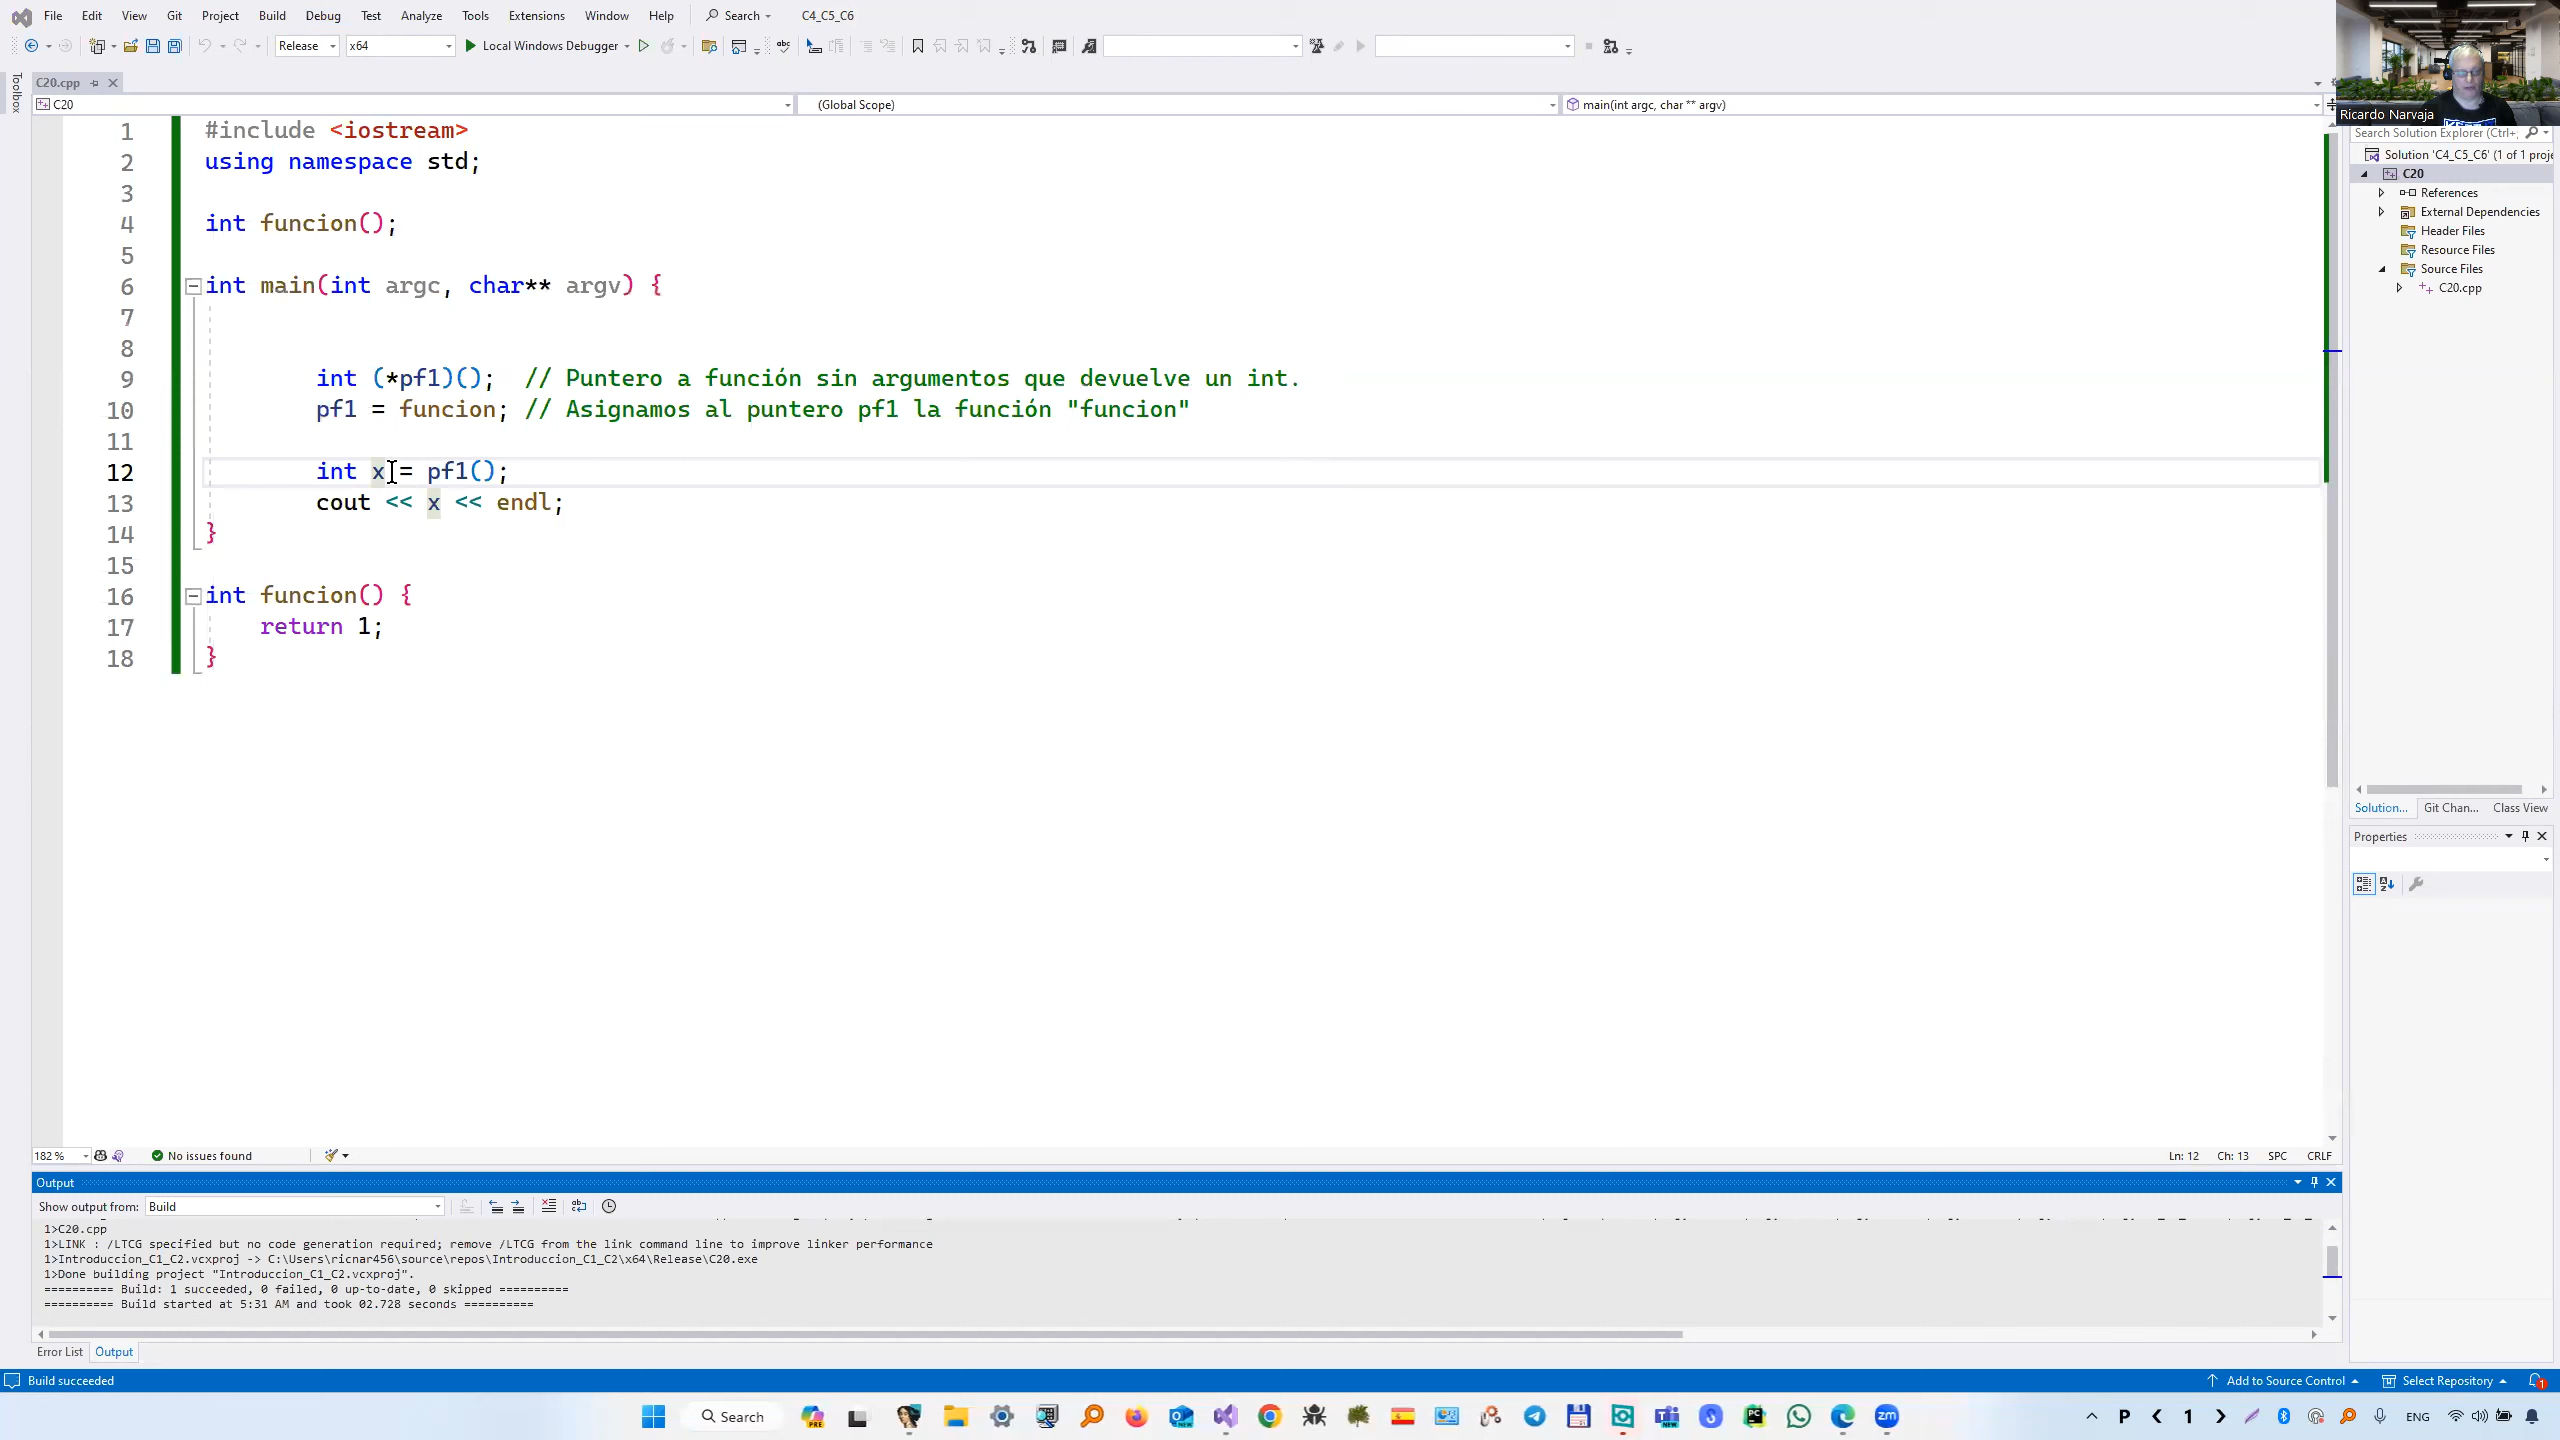 File Edit View Git Project Build Debug Test Analyze Tools Extensions Window Help Search C4_C5_C6
Release x64 Local Windows Debugger
Ricardo Narvaja
Toolbox
C20.cpp
C20 (Global Scope) main(int argc, char ** argv)
1 #include <iostream>
2 using namespace std;
3
4 int funcion();
5
6 int main(int argc, char** argv) {
7
8
9 int (*pf1)(); // Puntero a función sin argumentos que devuelve un int.
10 pf1 = funcion; // Asignamos al puntero pf1 la función "funcion"
11
12 int x = pf1();
13 cout << x << endl;
14 }
15
16 int funcion() {
17 return 1;
18 }
Search Solution Explorer (Ctrl+;
Solution 'C4_C5_C6' (1 of 1 proje
C20
References
External Dependencies
Header Files
Resource Files
Source Files
C20.cpp
Solution... Git Chan... Class View
Properties
182 % No issues found Ln: 12 Ch: 13 SPC CRLF
Output
Show output from: Build
1>C20.cpp
1>LINK : /LTCG specified but no code generation required; remove /LTCG from the link command line to improve linker performance
1>Introduccion_C1_C2.vcxproj -> C:\Users\ricnar456\source\repos\Introduccion_C1_C2\x64\Release\C20.exe
1>Done building project "Introduccion_C1_C2.vcxproj".
========== Build: 1 succeeded, 0 failed, 0 up-to-date, 0 skipped ==========
========== Build started at 5:31 AM and took 02.728 seconds ==========
Error List Output
Build succeeded Add to Source Control Select Repository 1
Search P 1 ENG